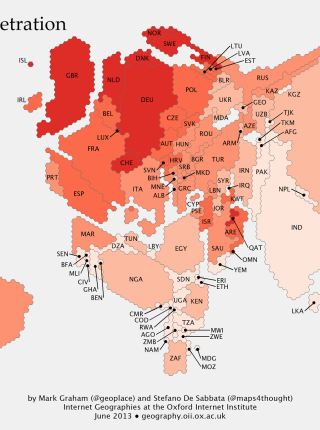 etration
NOR
SWE
DNK
FIN
LTU
LVA
EST
ISL
GBR
NLD
DEU
POL
BLR
RUS
KAZ
KGZ
IRL
BEL
UKR
GEO
UZB
TJK
TKM
AFG
CZE
SVK
ROU
AZE
LUX
FRA
AUT
HUN
ARM
CHE
SVN
HRV
SRB
BGR
TUR
BIH
MKD
IRN
PAK
PRT
ESP
ITA
MNE
ALB
GRC
SYR
LBN
IRQ
KWT
NPL
CYP
PSE
JOR
ISR
ARE
IND
MAR
TUN
DZA
LBY
EGY
SAU
QAT
OMN
YEM
SEN
BFA
MLI
CIV
GHA
BEN
NGA
SDN
ERI
ETH
UGA
KEN
LKA
CMR
COD
RWA
AGO
ZMB
NAM
TZA
MWI
ZWE
ZAF
MDG
MOZ
by Mark Graham (@geoplace) and Stefano De Sabbata (@maps4thought)
Internet Geographies at the Oxford Internet Institute
June 2013 • geography.oii.ox.ac.uk